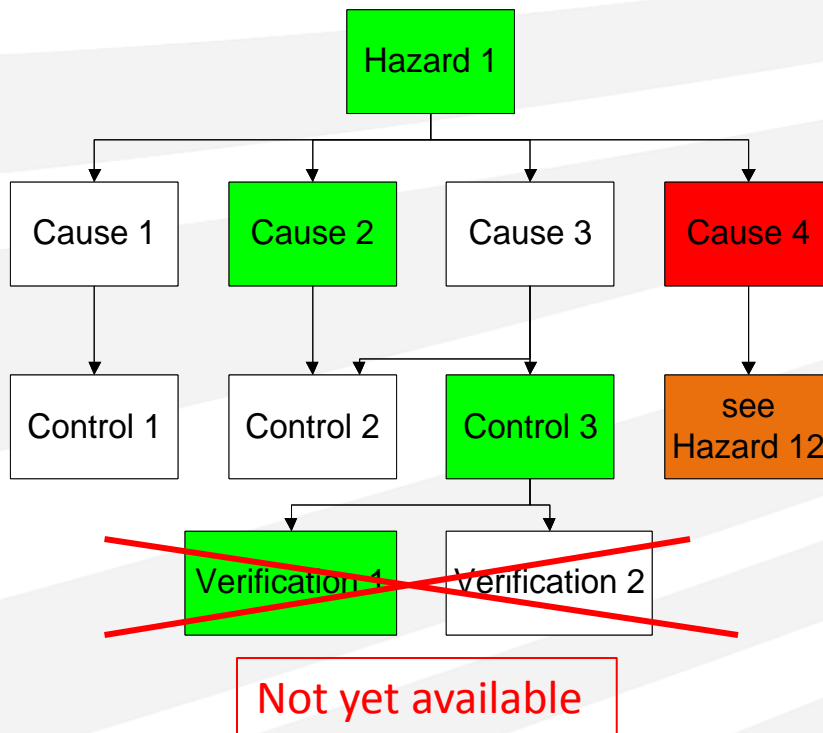 Hazard 1
Cause 1
Cause 2
Cause 3
Cause 4
Control 1
Control 2
Control 3
see
Hazard 12
Verification 1
Verification 2
Not yet available